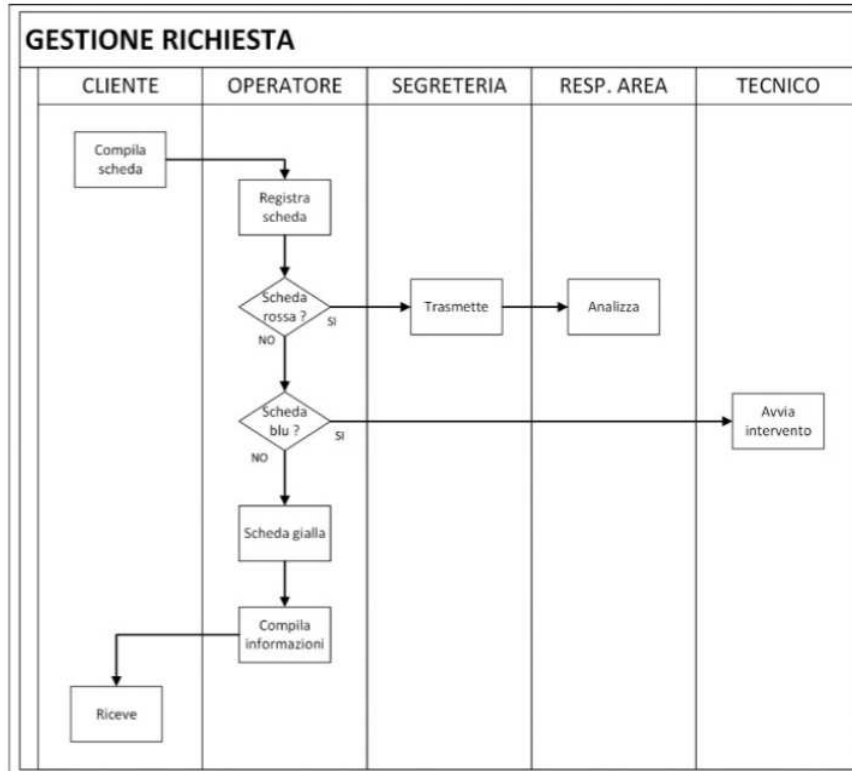 GESTIONE RICHIESTA
CLIENTE
OPERATORE
SEGRETERIA
RESP. AREA
TECNICO
Compila
scheda
Registra
scheda
Scheda
rossa ?
SI
NO
Trasmette
Analizza
Scheda
blu ?
SI
NO
Avvia
intervento
Scheda gialla
Compila
informazioni
Riceve